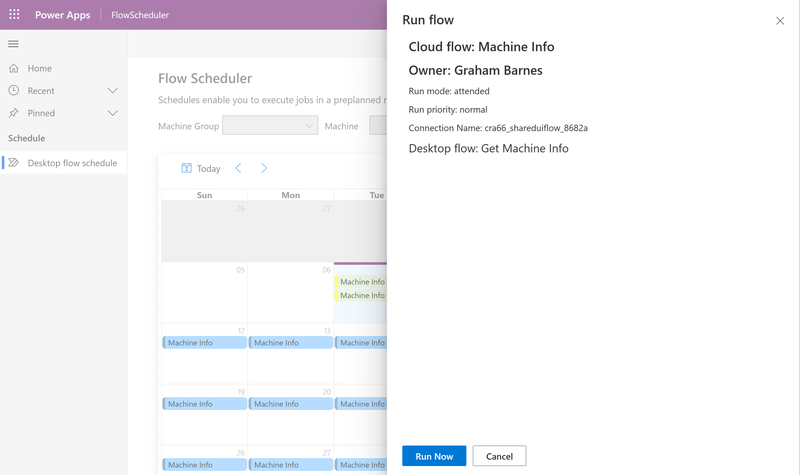 Power Apps FlowScheduler
Home
Recent
Pinned
Schedule
Desktop flow schedule
Flow Scheduler
Schedules enable you to execute jobs in a preplanned
Machine Group Machine
Today
Sun Mon Tue
26 27
05 06
Machine Info
Machine Info
12 13
Machine Info Machine Info Machine Info
19 20
Machine Info Machine Info Machine Info
26 27
Machine Info Machine Info Machine Info
Run flow
Cloud flow: Machine Info
Owner: Graham Barnes
Run mode: attended
Run priority: normal
Connection Name: cra66_shareduiflow_8682a
Desktop flow: Get Machine Info
Run Now Cancel